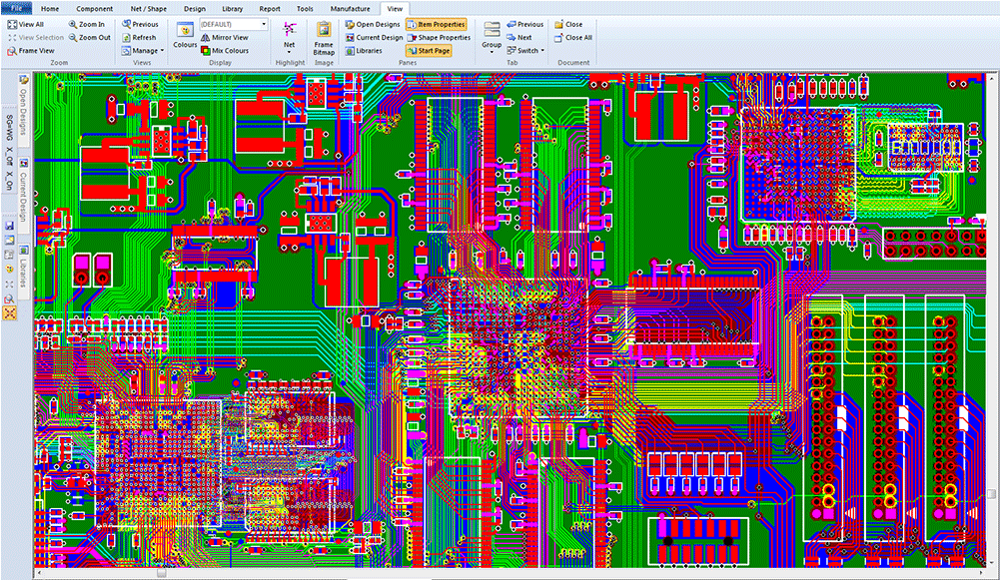 File Home Component Net / Shape Design Library Report Tools Manufacture View
View All Zoom In Previous (DEFAULT) Open Designs Item Properties Previous Close
View Selection Zoom Out Refresh Mirror View Current Design Shape Properties Next Close All
Frame View Manage Colours Mix Colours Net Frame Bitmap Libraries Start Page Group Switch
Zoom Views Display Highlight Image Panes Tab Document
Open Designs
SG+WG X_Off X_On
Current Design
Libraries